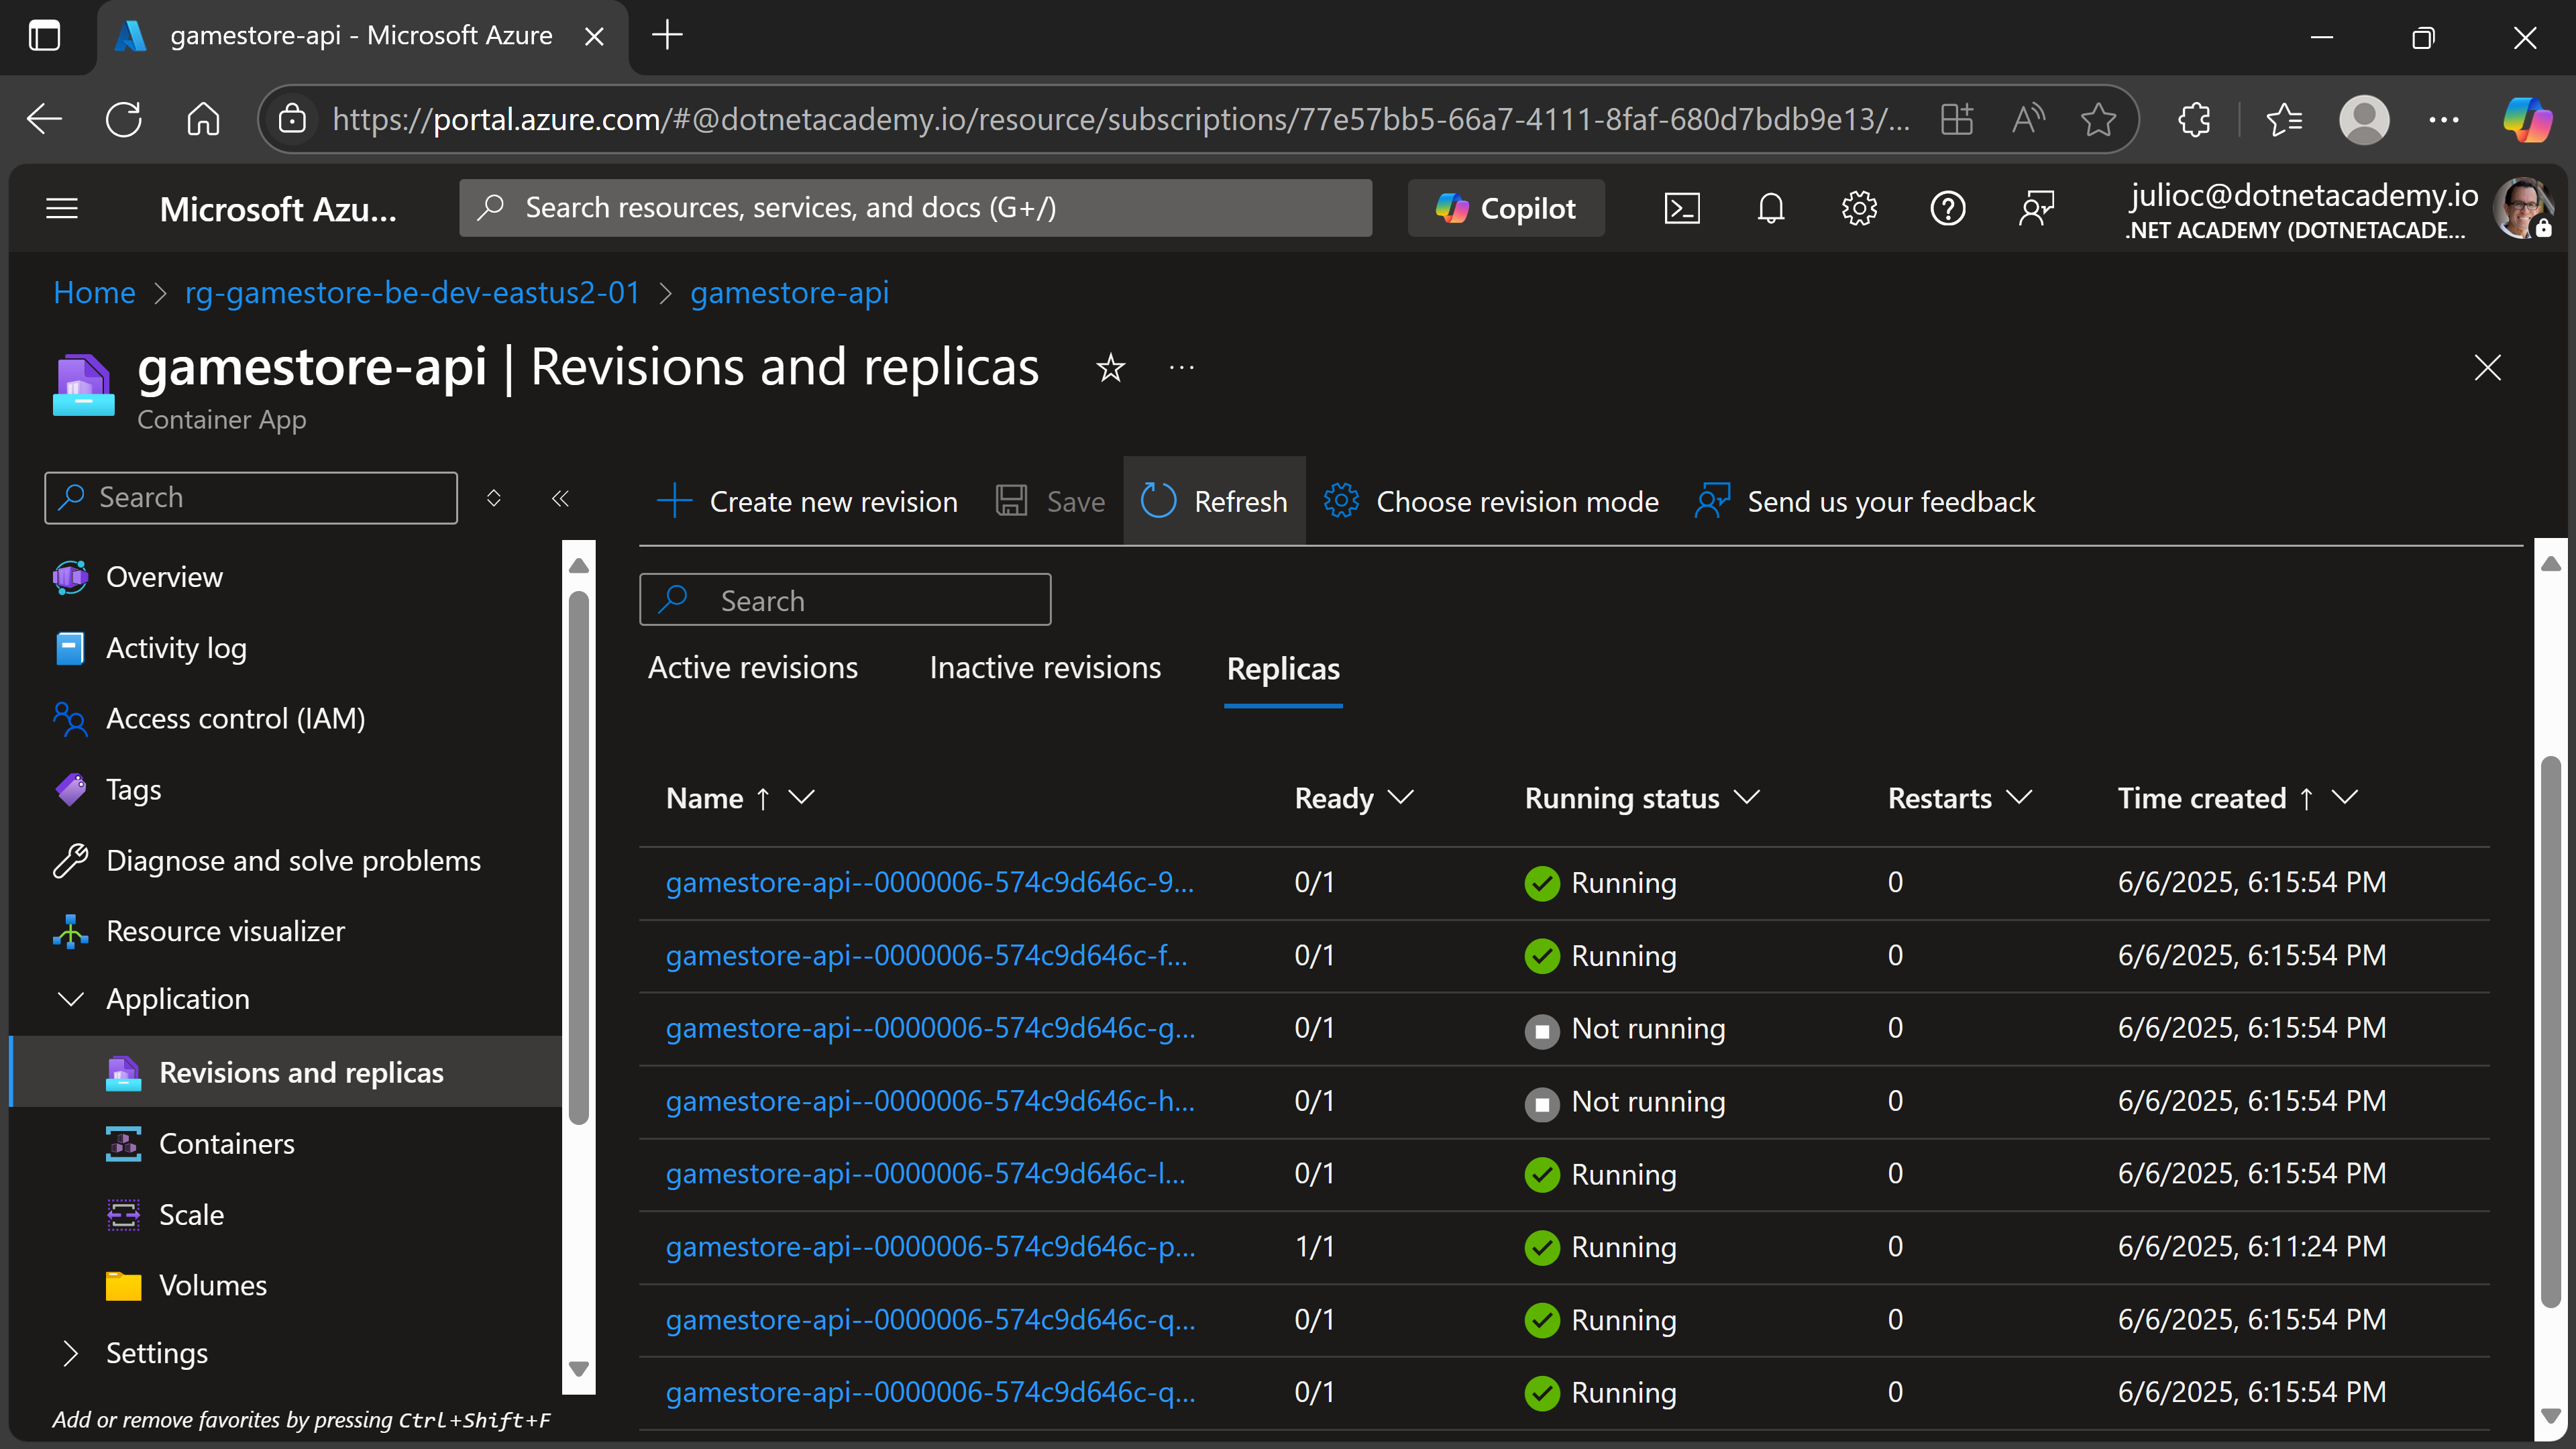 gamestore-api - Microsoft Azure
https://portal.azure.com/#@dotnetacademy.io/resource/subscriptions/77e57bb5-66a7-4111-8faf-680d7bdb9e13/...
Microsoft Azu...
Search resources, services, and docs (G+/)
Copilot
julioc@dotnetacademy.io
.NET ACADEMY (DOTNETACADE...
Home > rg-gamestore-be-dev-eastus2-01 > gamestore-api
gamestore-api | Revisions and replicas
Container App
Search
Overview
Activity log
Access control (IAM)
Tags
Diagnose and solve problems
Resource visualizer
Application
Revisions and replicas
Containers
Scale
Volumes
Settings
Add or remove favorites by pressing Ctrl+Shift+F
Create new revision Save Refresh Choose revision mode Send us your feedback
Search
Active revisions Inactive revisions Replicas
Name ↑ Ready Running status Restarts Time created ↑
gamestore-api--0000006-574c9d646c-9... 0/1 Running 0 6/6/2025, 6:15:54 PM
gamestore-api--0000006-574c9d646c-f... 0/1 Running 0 6/6/2025, 6:15:54 PM
gamestore-api--0000006-574c9d646c-g... 0/1 Not running 0 6/6/2025, 6:15:54 PM
gamestore-api--0000006-574c9d646c-h... 0/1 Not running 0 6/6/2025, 6:15:54 PM
gamestore-api--0000006-574c9d646c-l... 0/1 Running 0 6/6/2025, 6:15:54 PM
gamestore-api--0000006-574c9d646c-p... 1/1 Running 0 6/6/2025, 6:11:24 PM
gamestore-api--0000006-574c9d646c-q... 0/1 Running 0 6/6/2025, 6:15:54 PM
gamestore-api--0000006-574c9d646c-q... 0/1 Running 0 6/6/2025, 6:15:54 PM